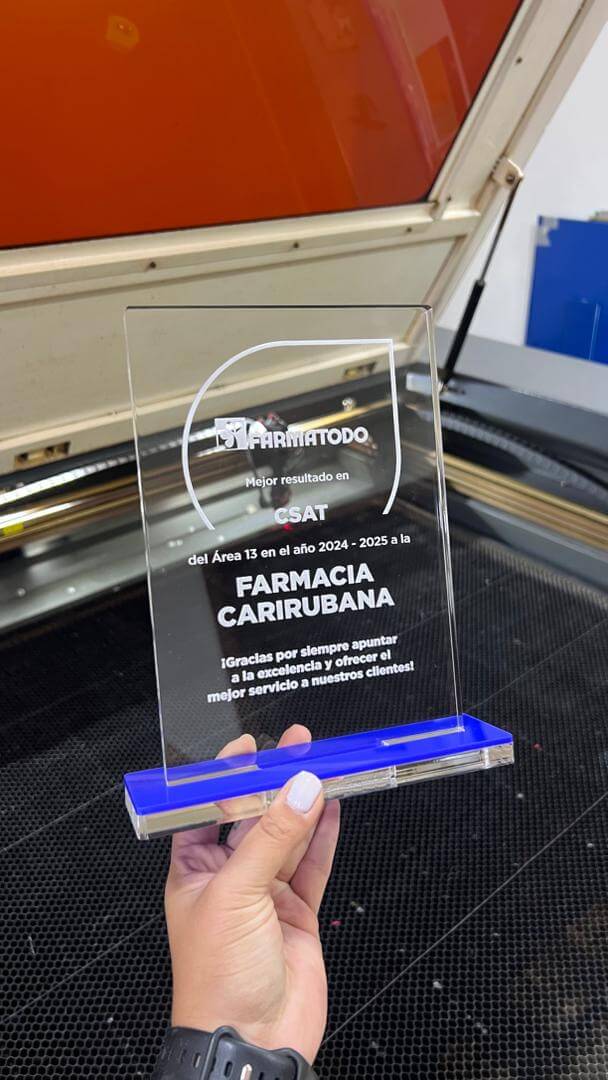 FARMATODO
Mejor resultado en
CSAT
del Área 13 en el año 2024 - 2025 a la
FARMACIA
CARIRUBANA
¡Gracias por siempre apuntar
a la excelencia y ofrecer el
mejor servicio a nuestros clientes!